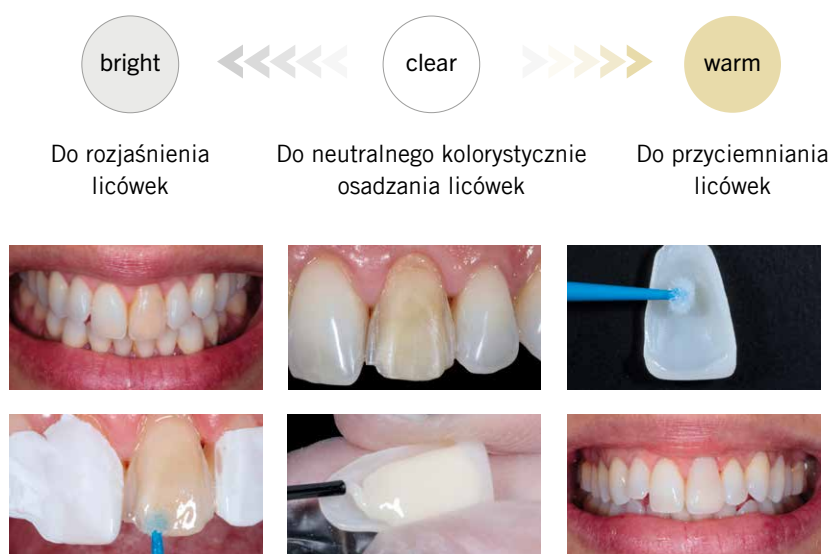 bright
clear
warm
Do rozjaśnienia
licówek
Do neutralnego kolorystycznie
osadzania licówek
Do przyciemniania
licówek